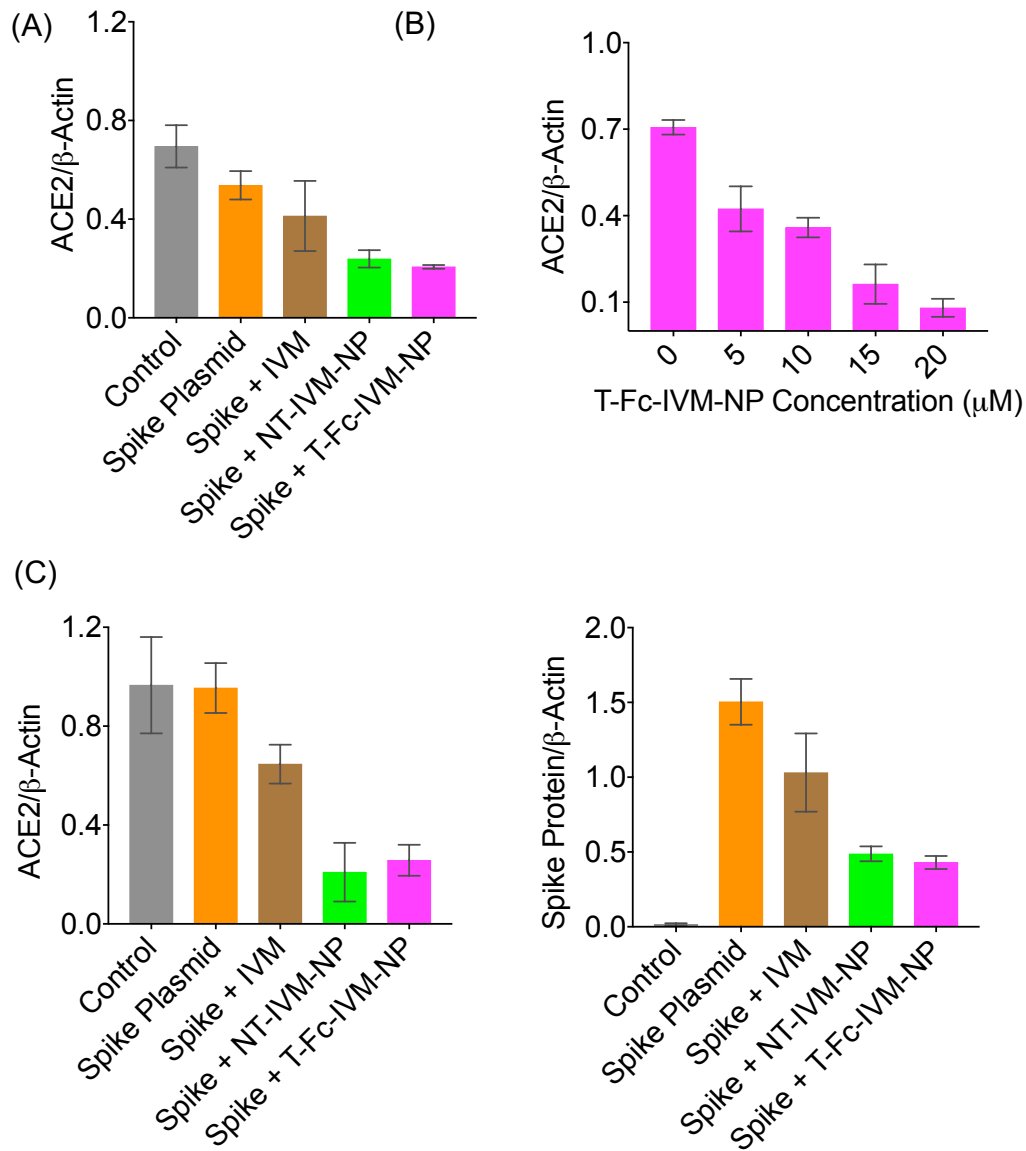 (A)
ACE2/β-Actin
1.2
0.8
0.4
0.0
Control
Spike Plasmid
Spike + IVM
Spike + NT-IVM-NP
Spike + T-Fc-IVM-NP
(B)
ACE2/β-Actin
1.0
0.7
0.4
0.1
0
5
10
15
20
T-Fc-IVM-NP Concentration (μM)
(C)
ACE2/β-Actin
1.2
0.8
0.4
0.0
Control
Spike Plasmid
Spike + IVM
Spike + NT-IVM-NP
Spike + T-Fc-IVM-NP
Spike Protein/β-Actin
2.0
1.5
1.0
0.5
0.0
Control
Spike Plasmid
Spike + IVM
Spike + NT-IVM-NP
Spike + T-Fc-IVM-NP